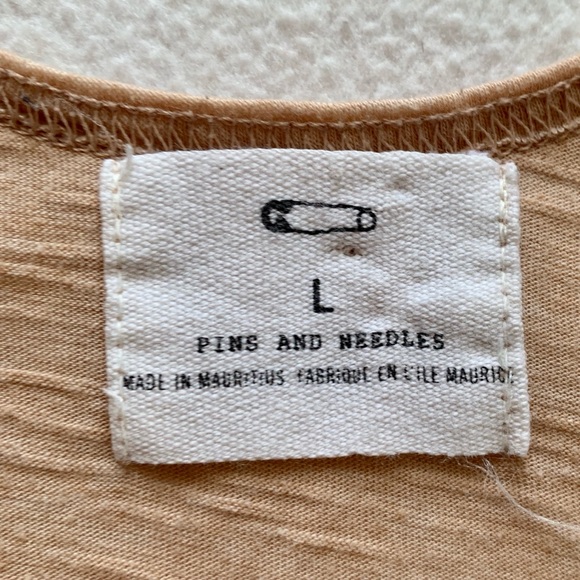 L
PINS AND NEEDLES
MADE IN MAURITIUS FABRIQUE EN L'ILE MAURICE